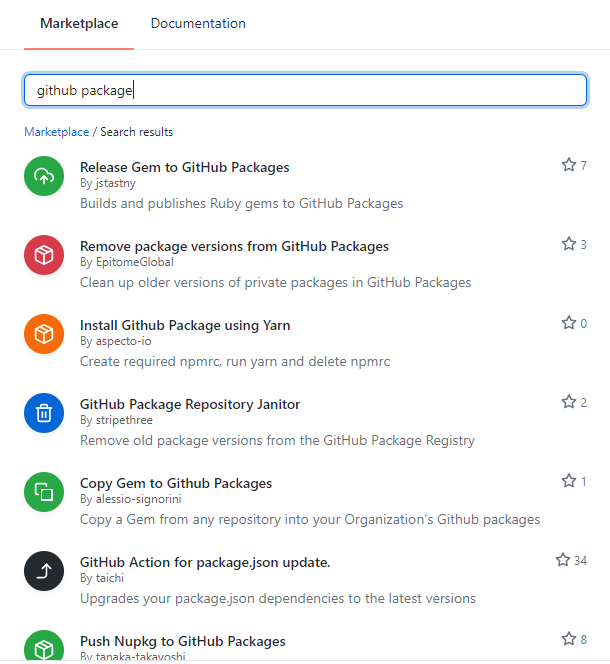 Marketplace Documentation
github package
Marketplace / Search results
Release Gem to GitHub Packages 7
By jstastny
Builds and publishes Ruby gems to GitHub Packages
Remove package versions from GitHub Packages 3
By EpitomeGlobal
Clean up older versions of private packages in GitHub Packages
Install Github Package using Yarn 0
By aspecto-io
Create required npmrc, run yarn and delete npmrc
GitHub Package Repository Janitor 2
By stripethree
Remove old package versions from the GitHub Package Registry
Copy Gem to Github Packages 1
By alessio-signorini
Copy a Gem from any repository into your Organization's Github packages
GitHub Action for package.json update. 34
By taichi
Upgrades your package.json dependencies to the latest versions
Push Nupkg to GitHub Packages 8
By tanaka-takayoshi